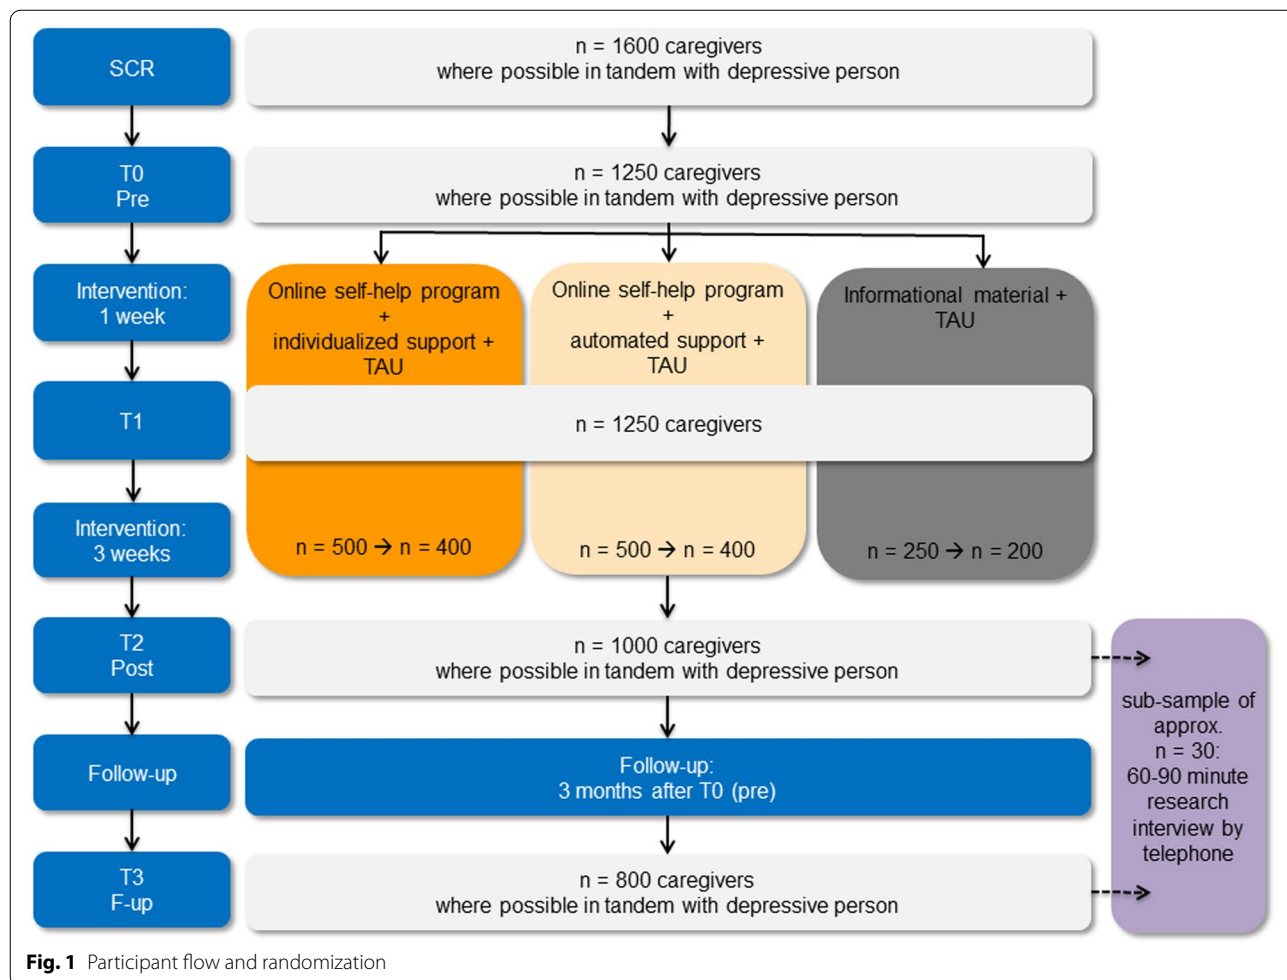 SCR
n = 1600 caregivers
where possible in tandem with depressive person
T0
Pre
n = 1250 caregivers
where possible in tandem with depressive person
Intervention:
1 week
Online self-help program
+
individualized support +
TAU
Online self-help program
+
automated support +
TAU
Informational material +
TAU
T1
n = 1250 caregivers
Intervention:
3 weeks
n = 500 → n = 400
n = 500 → n = 400
n = 250 → n = 200
T2
Post
n = 1000 caregivers
where possible in tandem with depressive person
Follow-up
Follow-up:
3 months after T0 (pre)
sub-sample of
approx.
n = 30:
60-90 minute
research
interview by
telephone
T3
F-up
n = 800 caregivers
where possible in tandem with depressive person
Fig. 1 Participant flow and randomization